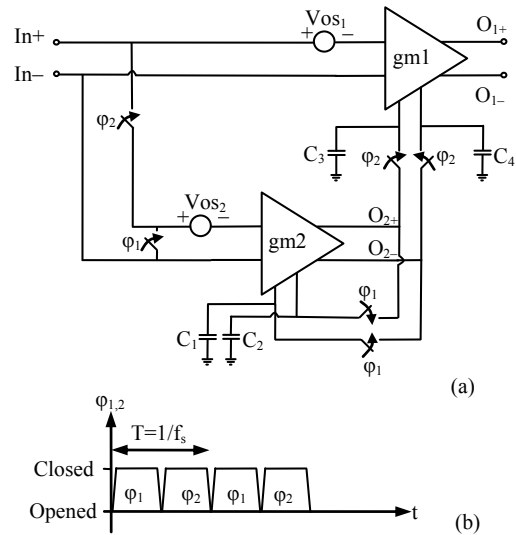 Vos₁
In+
+ −
O₁₊
gm1
In−
O₁₋
φ₂
C₃
φ₂
φ₂
C₄
Vos₂
+ −
O₂₊
φ₁
gm2
O₂₋
φ₁
C₁
C₂
φ₁
(a)
φ₁,₂
T=1/fₛ
Closed
φ₁ φ₂ φ₁ φ₂
Opened
t
(b)